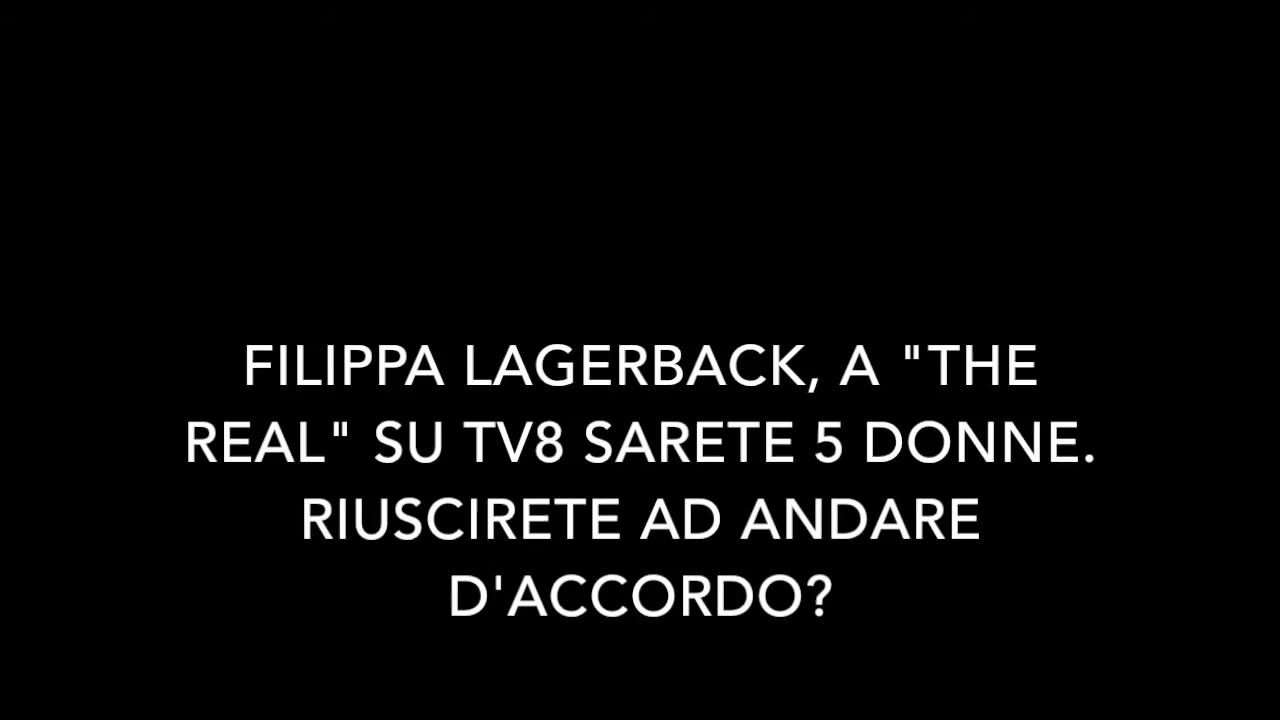 FILIPPA LAGERBACK, A "THE
REAL" SU TV8 SARETE 5 DONNE.
RIUSCIRETE AD ANDARE
D'ACCORDO?